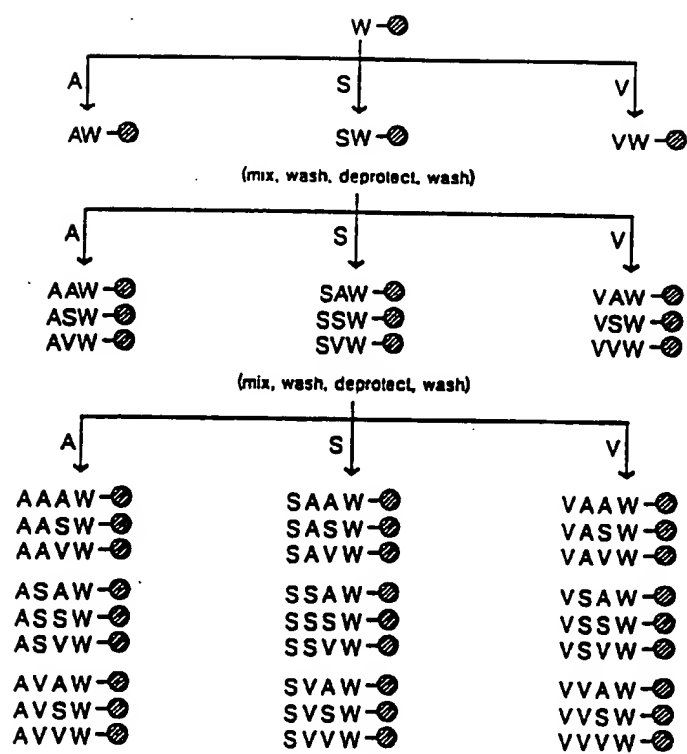 W
A S V
AW SW VW
(mix, wash, deprotect, wash)
A S V
AAW SAW VAW
ASW SSW VSW
AVW SVW VVW
(mix, wash, deprotect, wash)
A S V
AAAW SAAW VAAW
AASW SASW VASW
AAVW SAVW VAVW
ASAW SSAW VSAW
ASSW SSSW VSSW
ASVW SSVW VSVW
AVAW SVAW VVAW
AVSW SVSW VVSW
AVVW SVVW VVVW